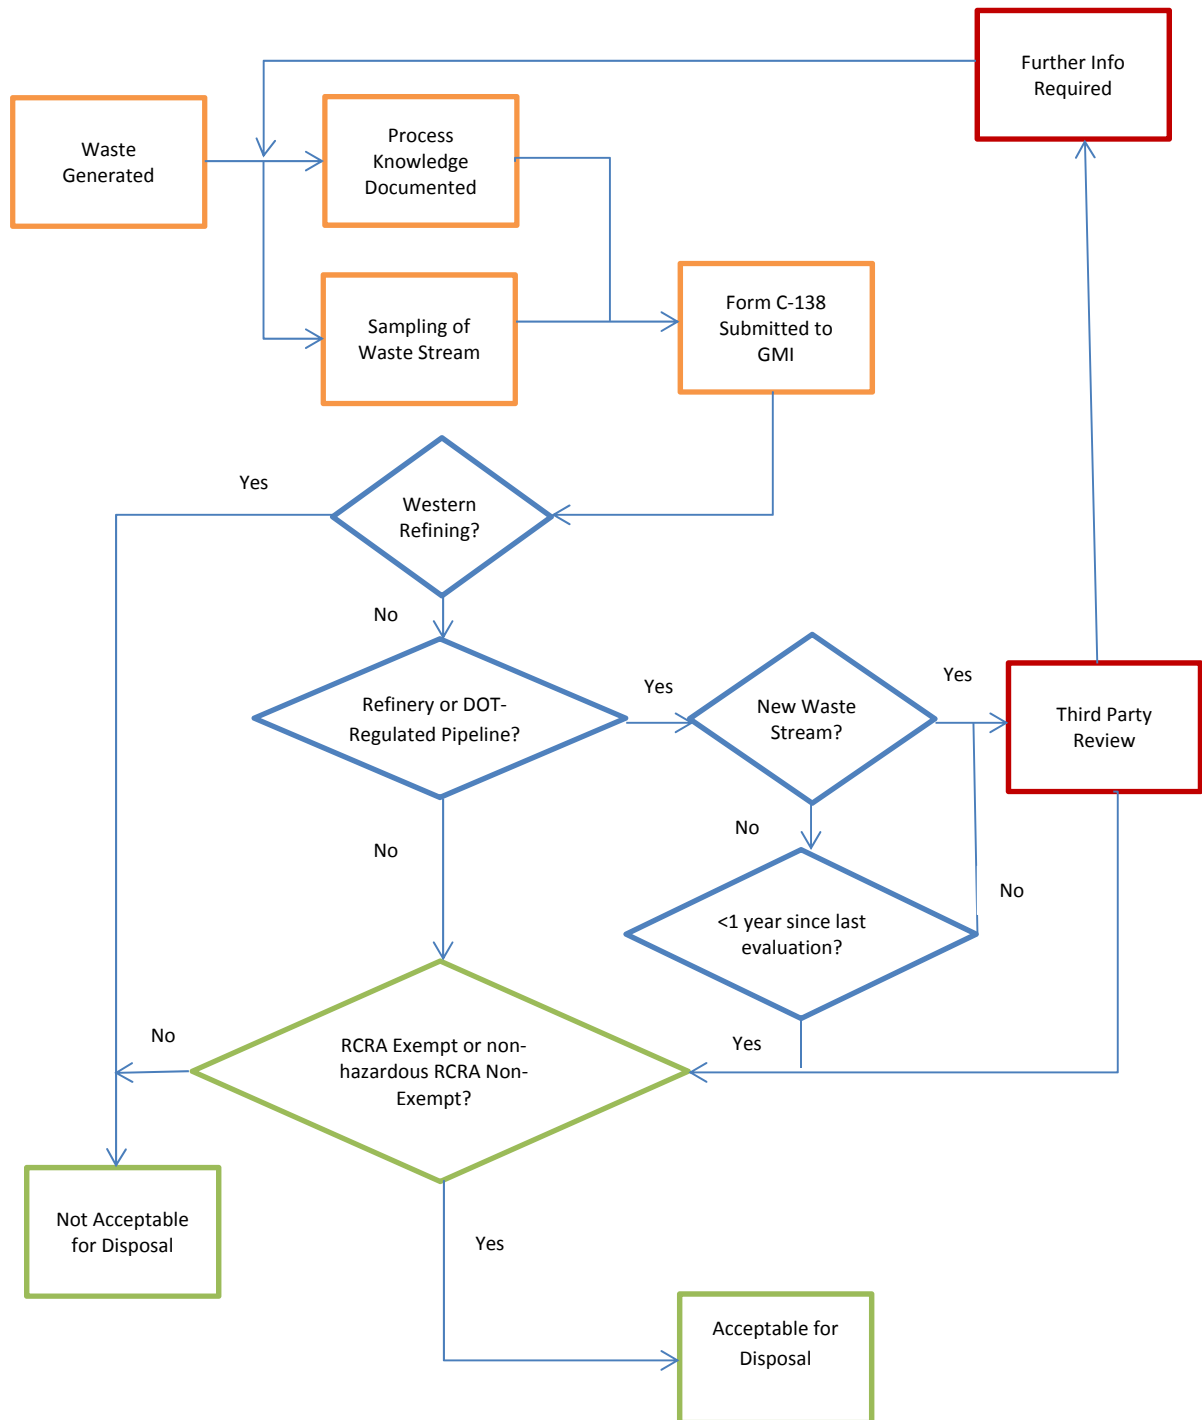 Further Info
Required
Waste
Generated
Process
Knowledge
Documented
Sampling of
Waste Stream
Form C-138
Submitted to
GMI
Yes
Western
Refining?
No
Refinery or DOT-
Regulated Pipeline?
Yes
New Waste
Stream?
Yes
Third Party
Review
No
No
<1 year since last
evaluation?
No
Yes
No
RCRA Exempt or non-
hazardous RCRA Non-
Exempt?
Not Acceptable
for Disposal
Yes
Acceptable for
Disposal